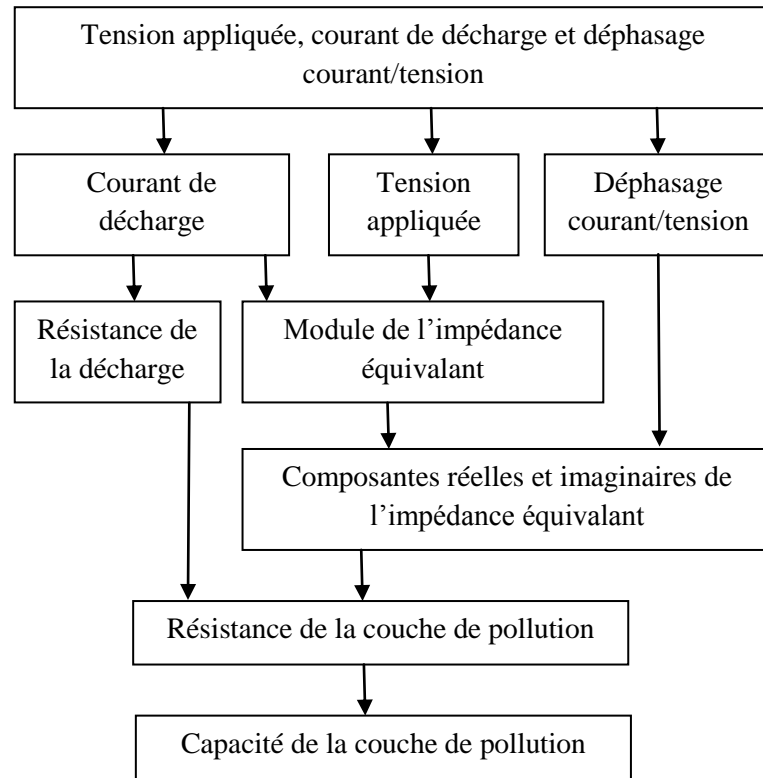 Tension appliquée, courant de décharge et déphasage
courant/tension
Courant de
décharge
Tension
appliquée
Déphasage
courant/tension
Résistance de
la décharge
Module de l’impédance
équivalant
Composantes réelles et imaginaires de
l’impédance équivalant
Résistance de la couche de pollution
Capacité de la couche de pollution